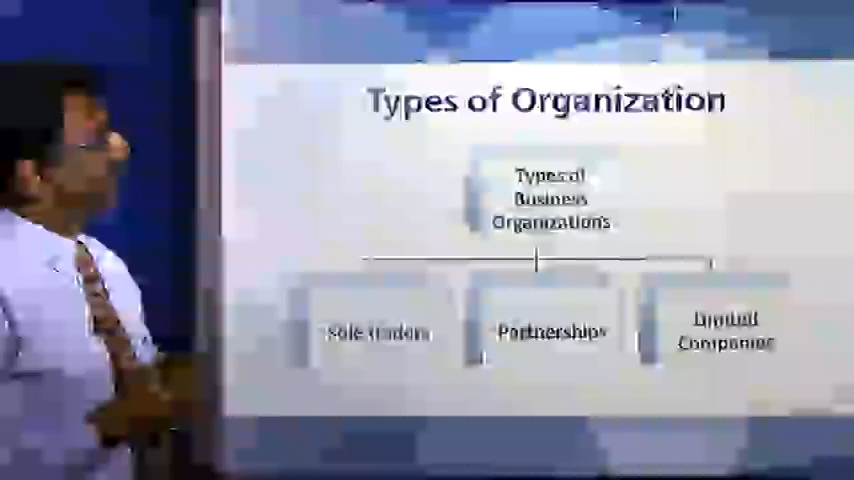 Types of Organization
Types of
Business
Organizations
Sole traders
Partnerships
Limited
Companies